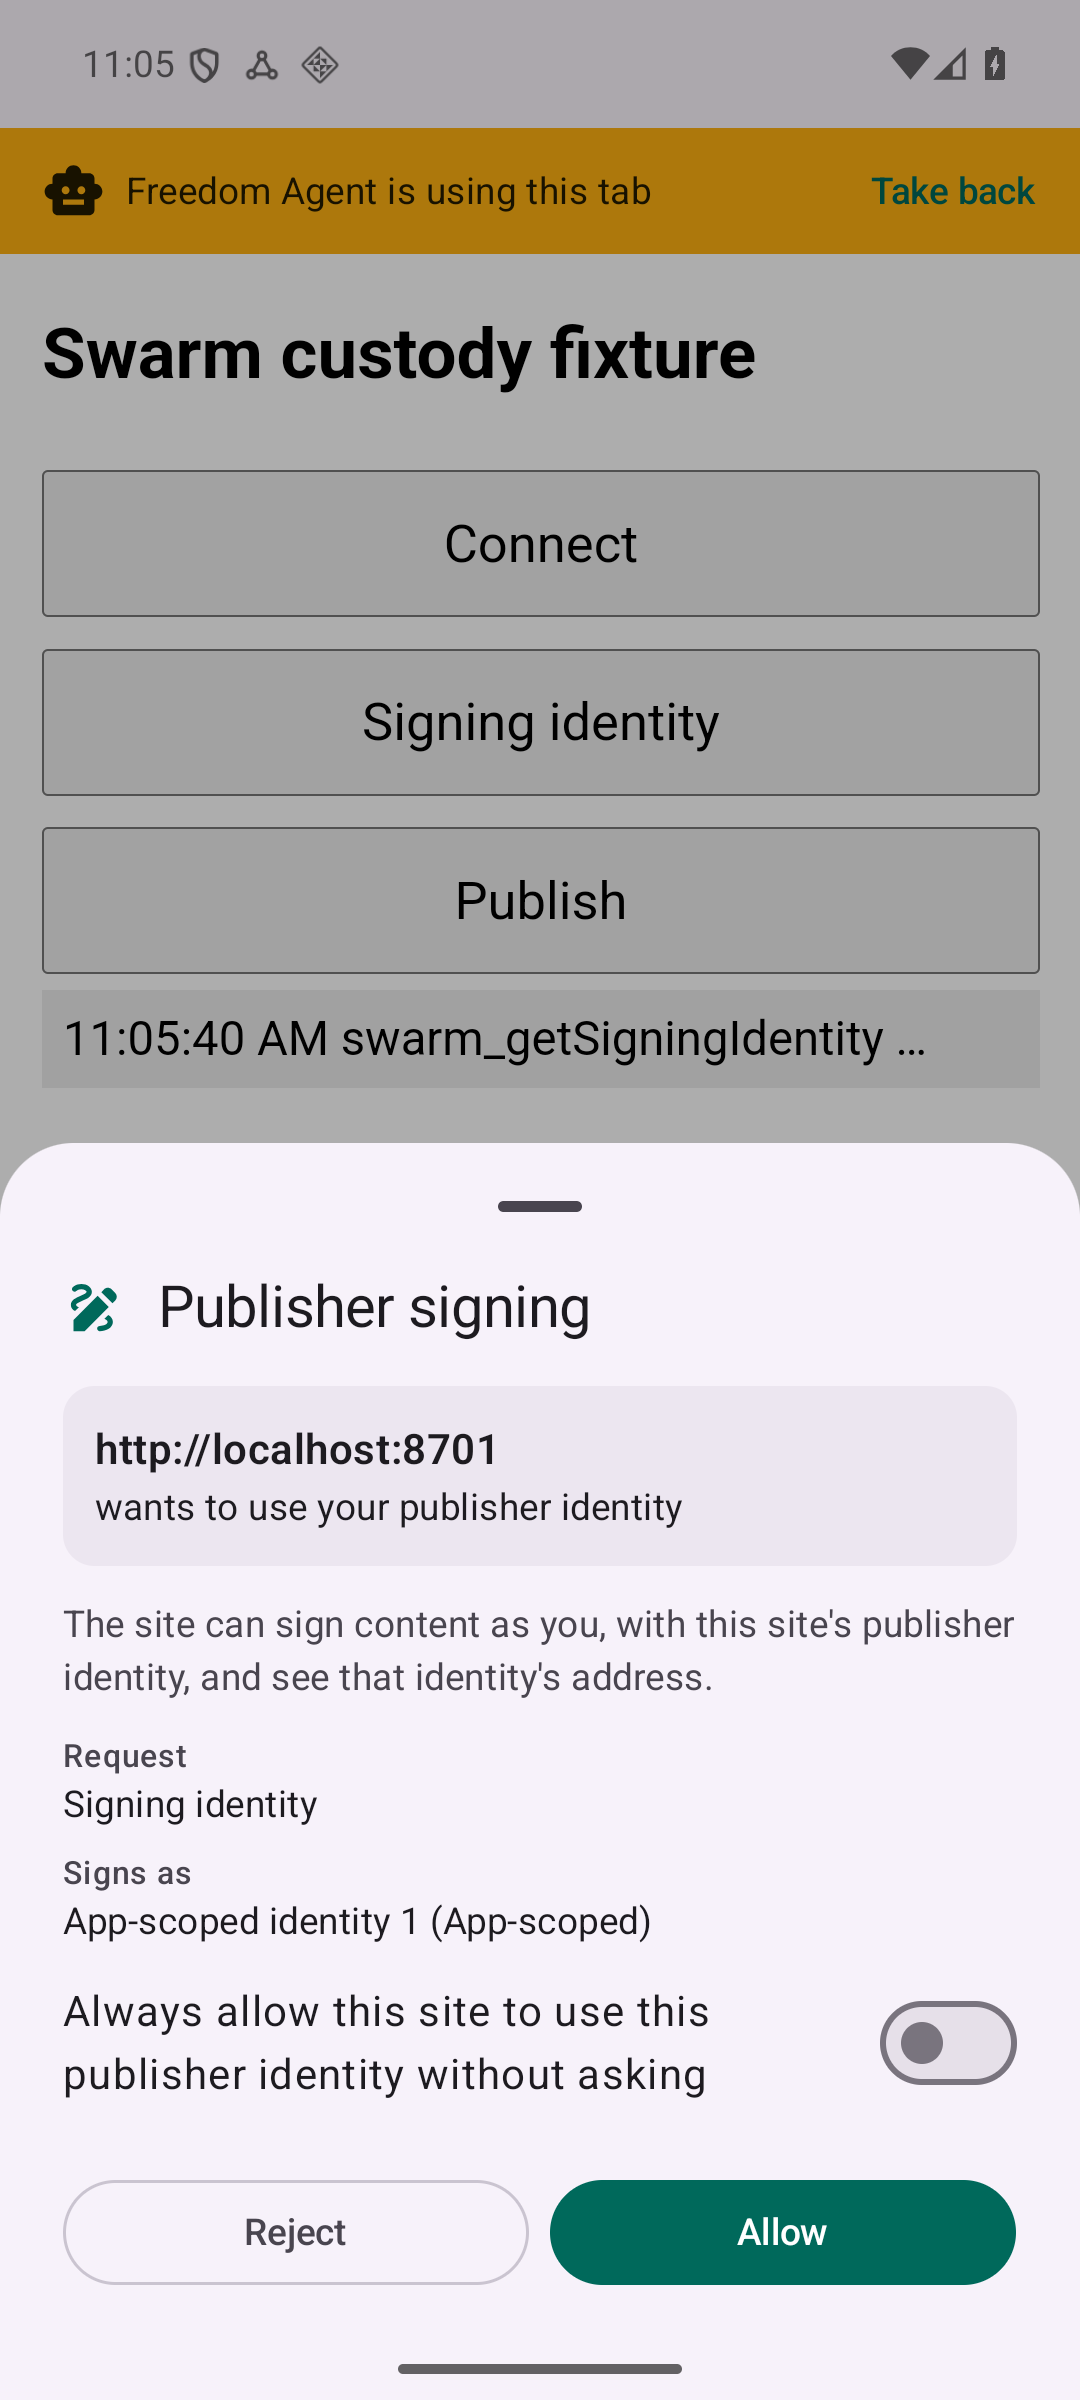 11:05
Freedom Agent is using this tab
Take back
Swarm custody fixture
Connect
Signing identity
Publish
11:05:40 AM swarm_getSigningIdentity …
Publisher signing
http://localhost:8701
wants to use your publisher identity
The site can sign content as you, with this site's publisher
identity, and see that identity's address.
Request
Signing identity
Signs as
App-scoped identity 1 (App-scoped)
Always allow this site to use this
publisher identity without asking
Reject
Allow